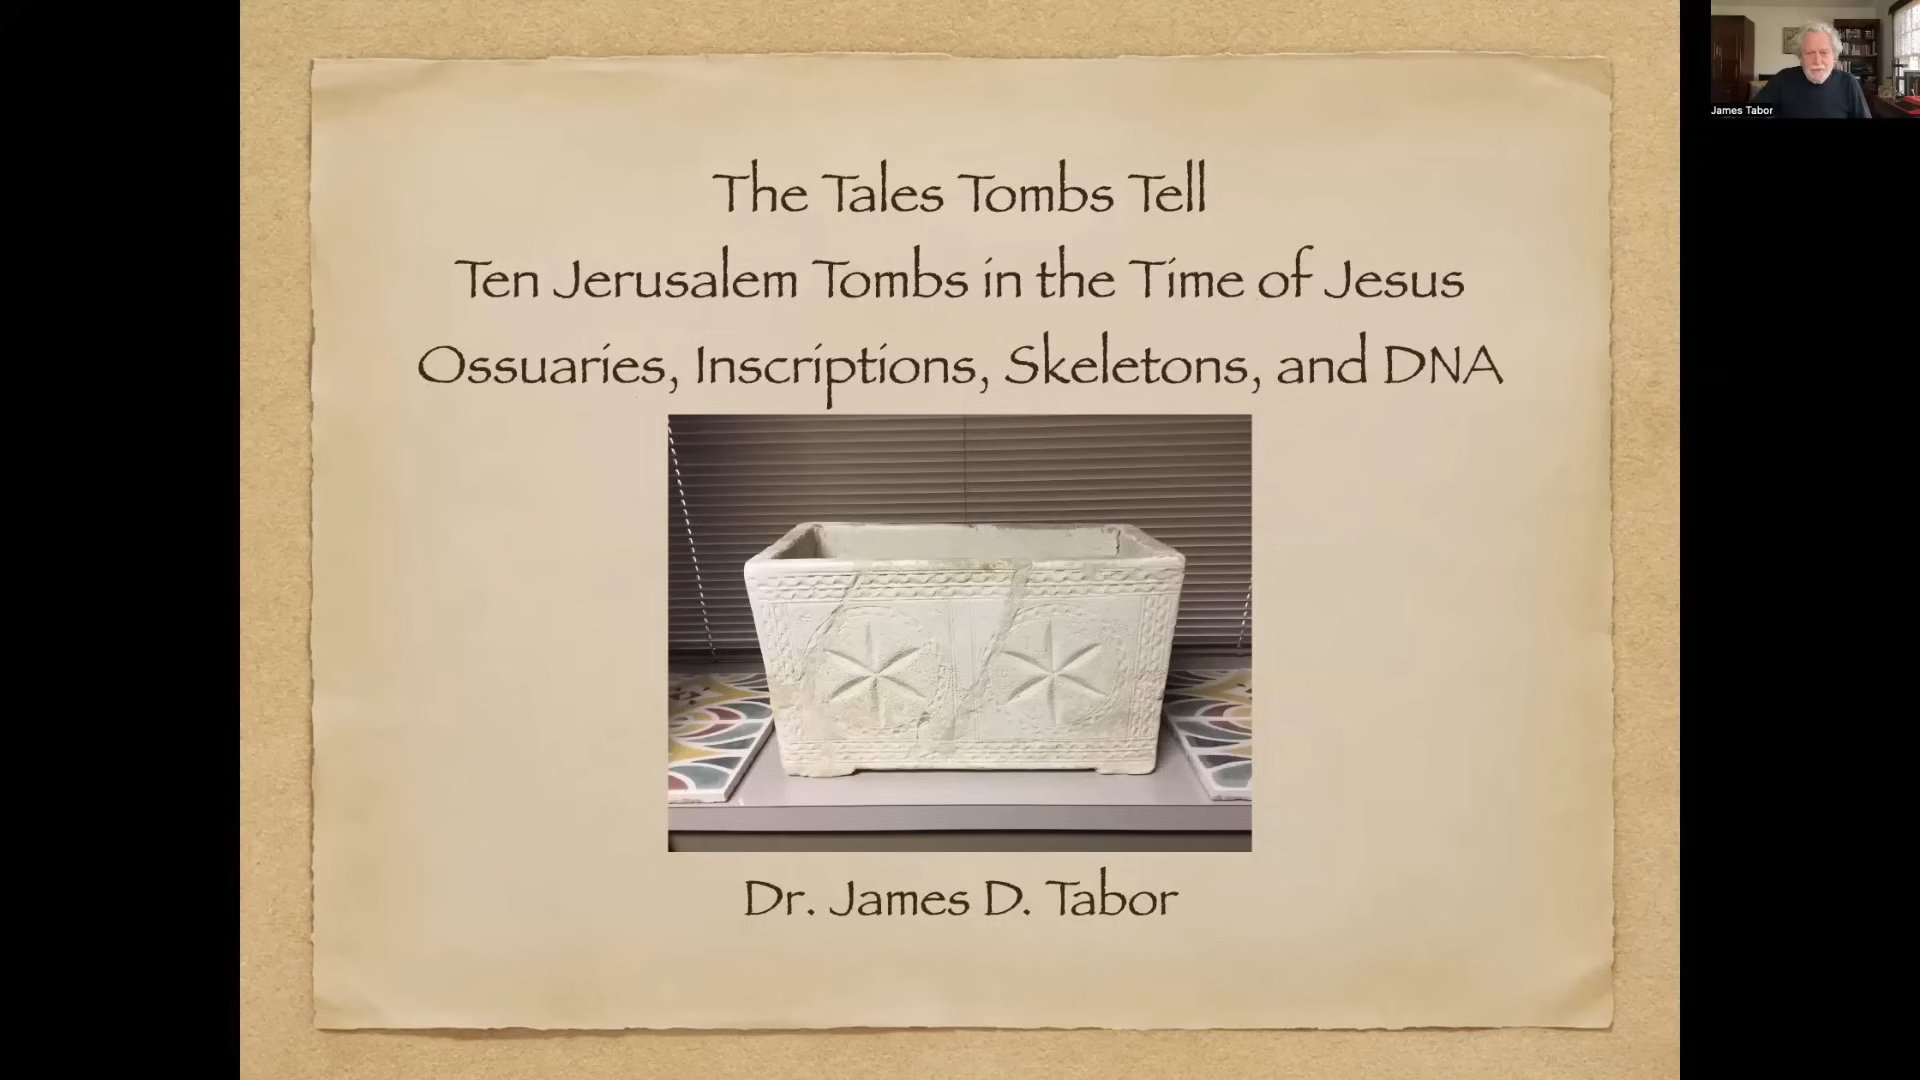 The Tales Tombs Tell
Ten Jerusalem Tombs in the Time of Jesus
Ossuaries, Inscriptions, Skeletons, and DNA
Dr. James D. Tabor
James Tabor